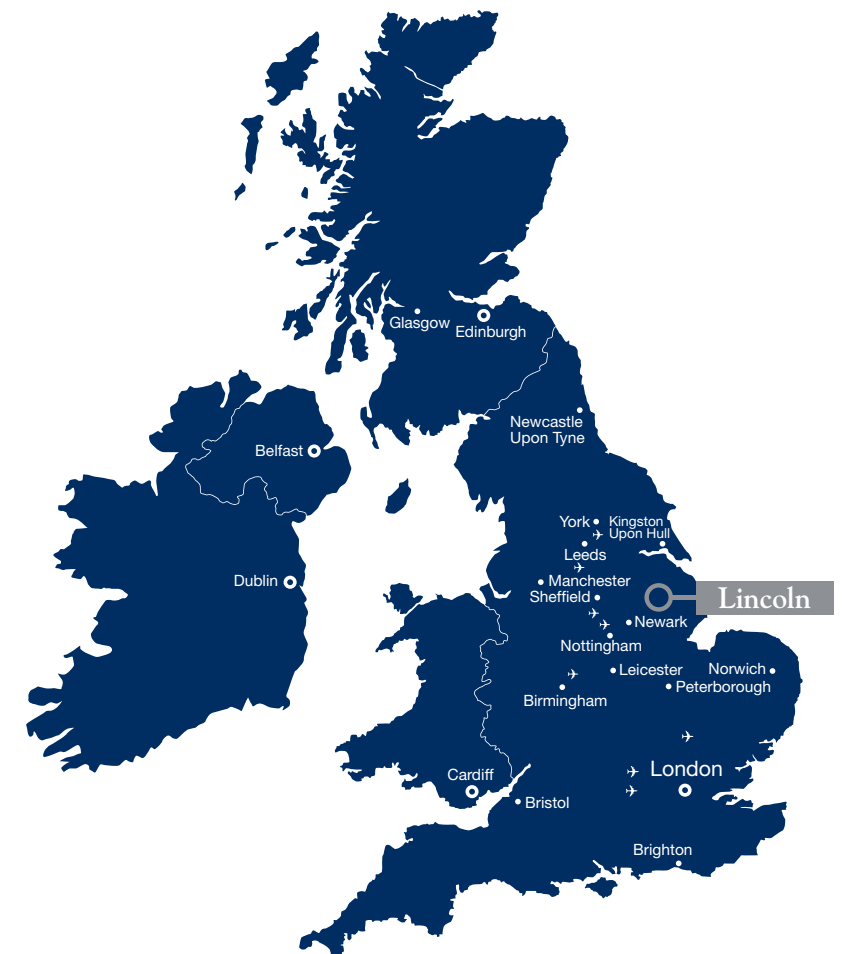 Glasgow
Edinburgh
Newcastle
Upon Tyne
Belfast
York
Kingston
Upon Hull
Leeds
Dublin
Manchester
Sheffield
Lincoln
Newark
Nottingham
Leicester
Norwich
Peterborough
Birmingham
London
Cardiff
Bristol
Brighton